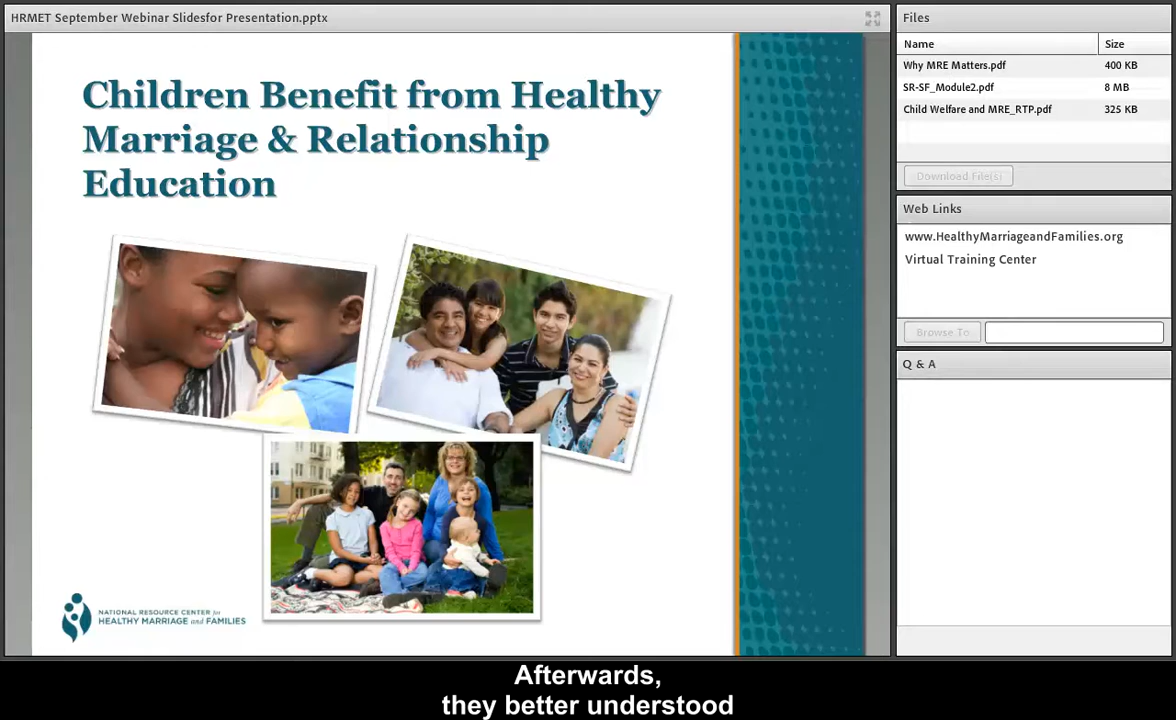 HRMET September Webinar Slidesfor Presentation.pptx
Children Benefit from Healthy
Marriage & Relationship
Education
NATIONAL RESOURCE CENTER for
HEALTHY MARRIAGE and FAMILIES
Files
Name Size
Why MRE Matters.pdf 400 KB
SR-SF_Module2.pdf 8 MB
Child Welfare and MRE_RTP.pdf 325 KB
Download File(s)
Web Links
www.HealthyMarriageandFamilies.org
Virtual Training Center
Browse To
Q & A
Afterwards,
they better understood